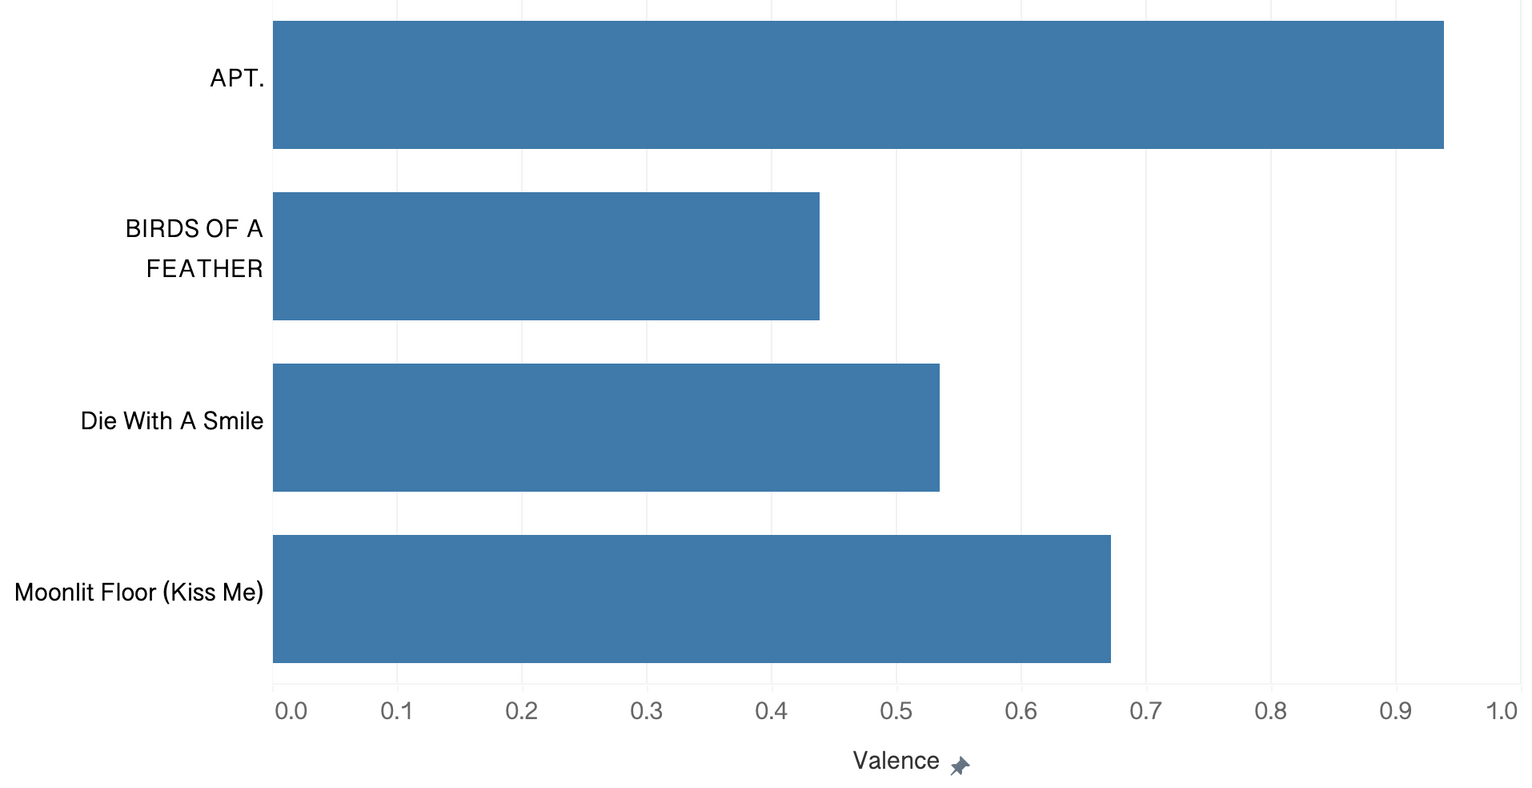 APT.
BIRDS OF A
FEATHER
Die With A Smile
Moonlit Floor (Kiss Me)
0.0 0.1 0.2 0.3 0.4 0.5 0.6 0.7 0.8 0.9 1.0
Valence